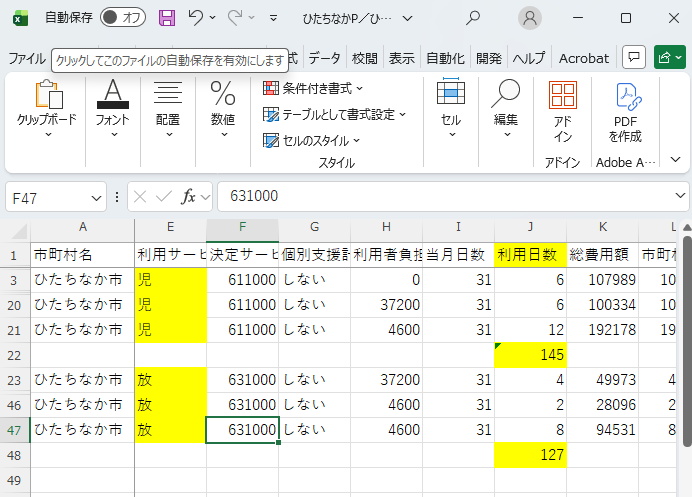 自動保存 オフ ひたちなかP／ひ…
ファイル 式 データ 校閲 表示 自動化 開発 ヘルプ Acrobat
クリックしてこのファイルの自動保存を有効にします
クリップボード フォント 配置 数値 条件付き書式 セル 編集 アドイン PDFを作成
テーブルとして書式設定
セルのスタイル
スタイル アドイン Adobe A…
F47 fx 631000
A E F G H I J K L
1 市町村名 利用サービ 決定サービ 個別支援計 利用者負担 当月日数 利用日数 総費用額 市町村
3 ひたちなか市 児 611000 しない 0 31 6 107989 10
20 ひたちなか市 児 611000 しない 37200 31 6 100334 10
21 ひたちなか市 児 611000 しない 4600 31 12 192178 19
22 145
23 ひたちなか市 放 631000 しない 37200 31 4 49973 4
46 ひたちなか市 放 631000 しない 4600 31 2 28096 2
47 ひたちなか市 放 631000 しない 4600 31 8 94531 8
48 127
49